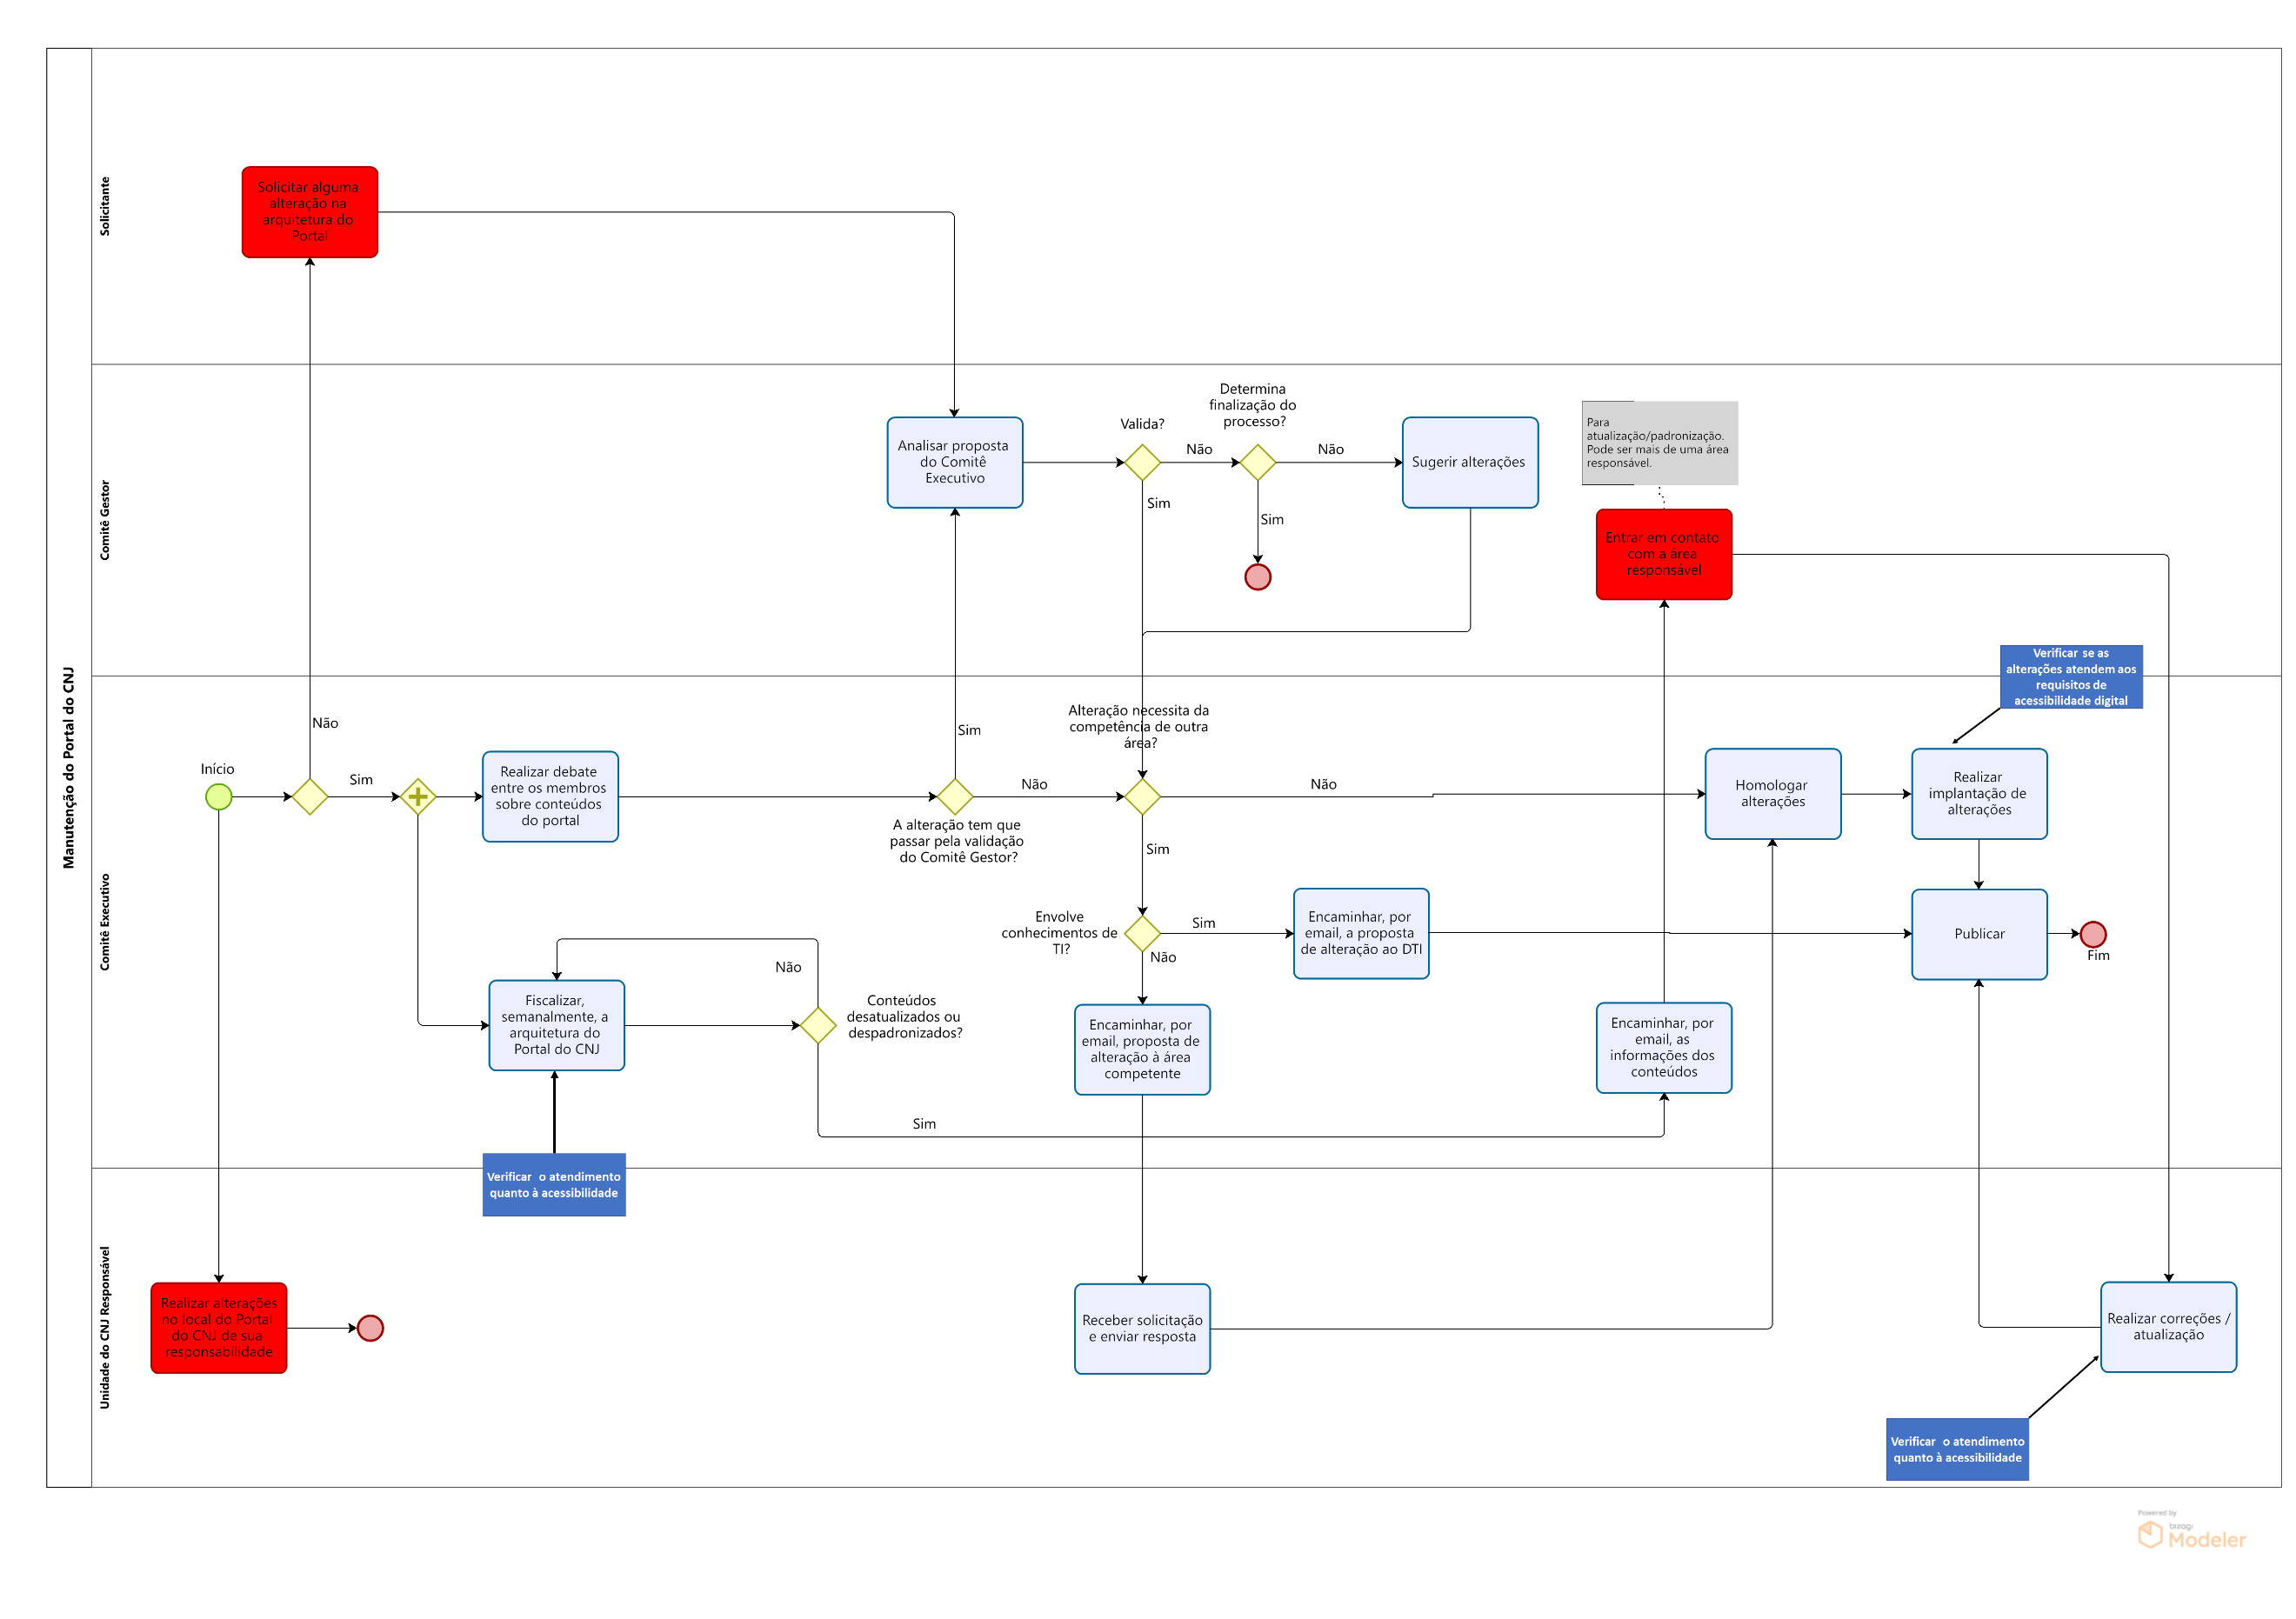 Manutenção do Portal do CNJ
Solicitante
Solicitar alguma
alteração na
arquitetura do
Portal
Comitê Gestor
Analisar proposta
do Comitê
Executivo
Valida?
Não
Sim
Determina
finalização do
processo?
Não
Sim
Sugerir alterações
Para
atualização/padronização.
Pode ser mais de uma área
responsável.
Entrar em contato
com a área
responsável
Comitê Executivo
Início
Não
Sim
Realizar debate
entre os membros
sobre conteúdos
do portal
Sim
Não
A alteração tem que
passar pela validação
do Comitê Gestor?
Alteração necessita da
competência de outra
área?
Não
Sim
Homologar
alterações
Verificar se as
alterações atendem aos
requisitos de
acessibilidade digital
Realizar
implantação de
alterações
Envolve
conhecimentos de
TI?
Sim
Não
Encaminhar, por
email, a proposta
de alteração ao DTI
Publicar
Fim
Fiscalizar,
semanalmente, a
arquitetura do
Portal do CNJ
Não
Conteúdos
desatualizados ou
despadronizados?
Sim
Encaminhar, por
email, proposta de
alteração à área
competente
Encaminhar, por
email, as
informações dos
conteúdos
Verificar o atendimento
quanto à acessibilidade
Unidade do CNJ Responsável
Realizar alterações
no local do Portal
do CNJ de sua
responsabilidade
Receber solicitação
e enviar resposta
Realizar correções /
atualização
Verificar o atendimento
quanto à acessibilidade
Powered by
bizagi
Modeler